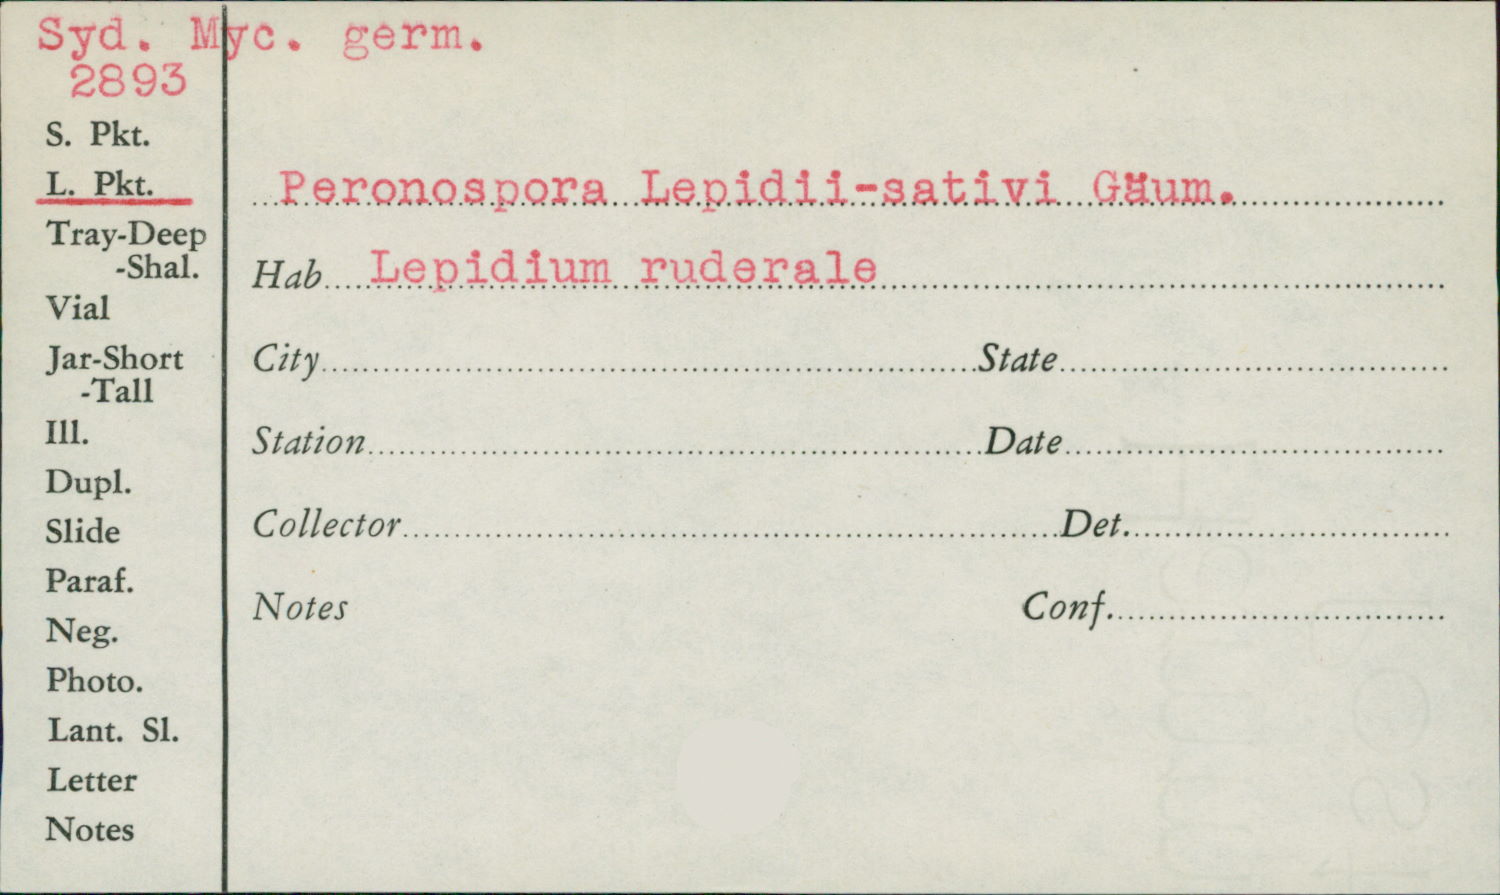 Syd. Myc. germ.
2893
S. Pkt.
L. Pkt.
Tray-Deep
-Shal.
Vial
Jar-Short
-Tall
Ill.
Dupl.
Slide
Paraf.
Neg.
Photo.
Lant. Sl.
Letter
Notes
Peronospora Lepidii-sativi Gäum.
Hab Lepidium ruderale
City State
Station Date
Collector Det.
Notes Conf.